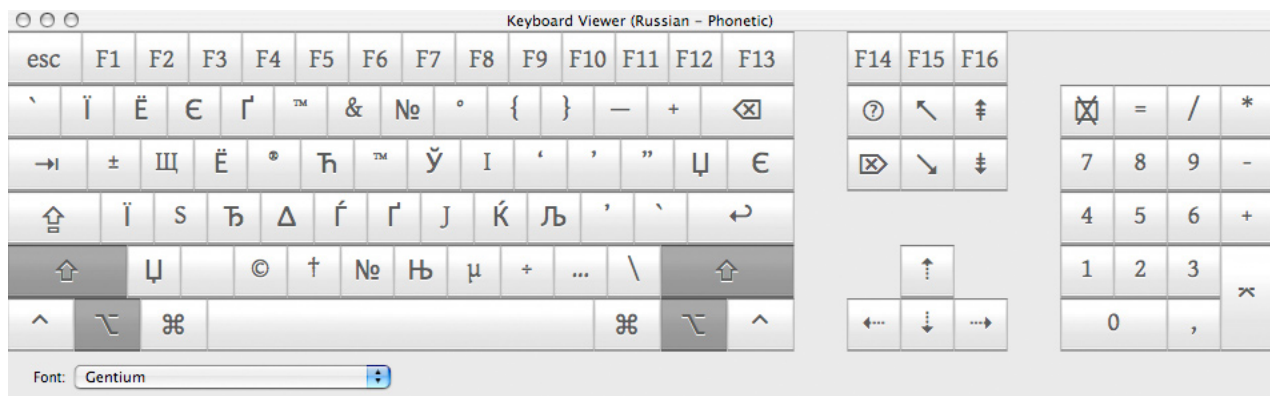 Keyboard Viewer (Russian – Phonetic)
esc F1 F2 F3 F4 F5 F6 F7 F8 F9 F10 F11 F12 F13 F14 F15 F16
` Ї Ё Є Ґ ™ & № ° { } — + ⌫ ? ↖ ⇞ = / *
⇥ ± Щ Ё ® Ђ ™ Ў І ‘ ’ ” Џ Є ⌦ ↘ ⇟ 7 8 9 -
⇪ Ї Ѕ Ђ Δ Ѓ Ґ Ј Ќ Љ ’ ` ↩ 4 5 6 +
⇧ Џ © † № Њ µ ÷ … \ ⇧ ⇡ 1 2 3 ⌤
^ ⌥ ⌘ ⌘ ⌥ ^ ⇠ ⇣ ⇢ 0 ,
Font: Gentium